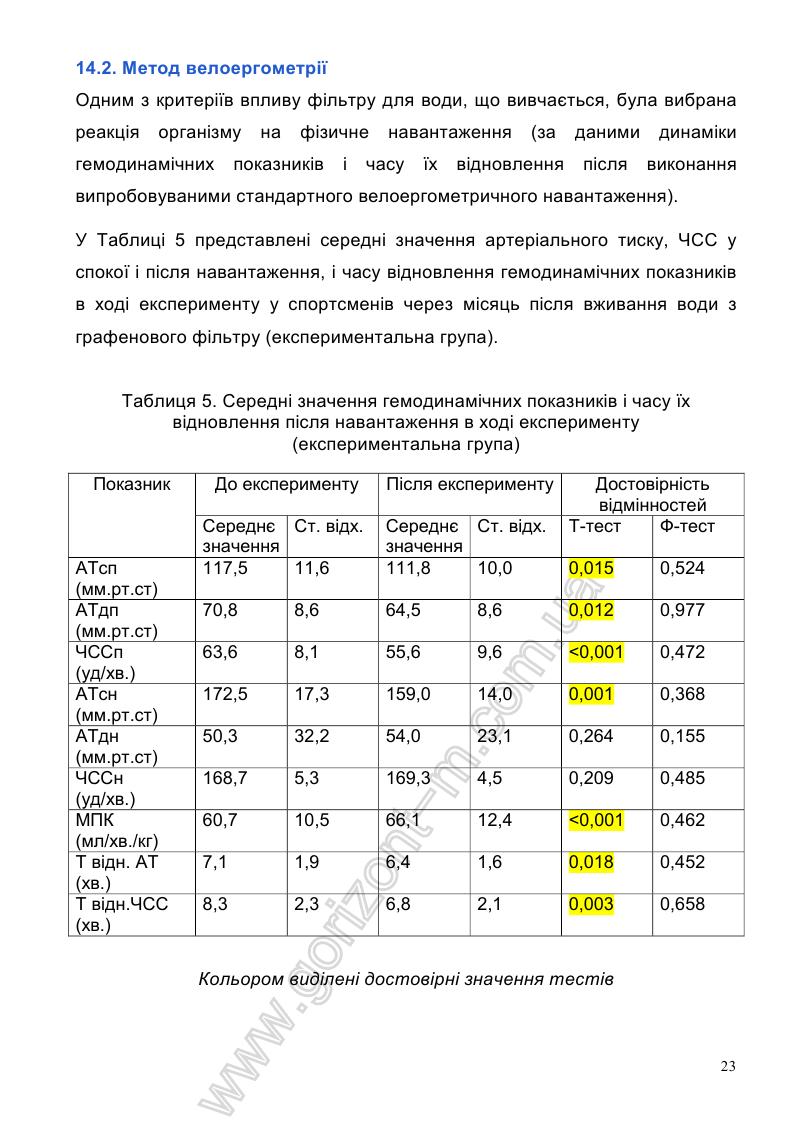 14.2. Метод велоергометрії
Одним з критеріїв впливу фільтру для води, що вивчається, була вибрана
реакція організму на фізичне навантаження (за даними динаміки
гемодинамічних показників і часу їх відновлення після виконання
випробовуваними стандартного велоергометричного навантаження).
У Таблиці 5 представлені середні значення артеріального тиску, ЧСС у
спокої і після навантаження, і часу відновлення гемодинамічних показників
в ході експерименту у спортсменів через місяць після вживання води з
графенового фільтру (експериментальна група).
Таблиця 5. Середні значення гемодинамічних показників і часу їх
відновлення після навантаження в ході експерименту
(експериментальна група)
Показник До експерименту Після експерименту Достовірність
відмінностей
Середнє Ст. відх. Середнє Ст. відх. Т-тест Ф-тест
значення значення
АТсп 117,5 11,6 111,8 10,0 0,015 0,524
(мм.рт.ст)
АТдп 70,8 8,6 64,5 8,6 0,012 0,977
(мм.рт.ст)
ЧССп 63,6 8,1 55,6 9,6 <0,001 0,472
(уд/хв.)
АТсн 172,5 17,3 159,0 14,0 0,001 0,368
(мм.рт.ст)
АТдн 50,3 32,2 54,0 23,1 0,264 0,155
(мм.рт.ст)
ЧССн 168,7 5,3 169,3 4,5 0,209 0,485
(уд/хв.)
МПК 60,7 10,5 66,1 12,4 <0,001 0,462
(мл/хв./кг)
Т відн. АТ 7,1 1,9 6,4 1,6 0,018 0,452
(хв.)
Т відн.ЧСС 8,3 2,3 6,8 2,1 0,003 0,658
(хв.)
Кольором виділені достовірні значення тестів
www.gorizont-m.com.ua
23